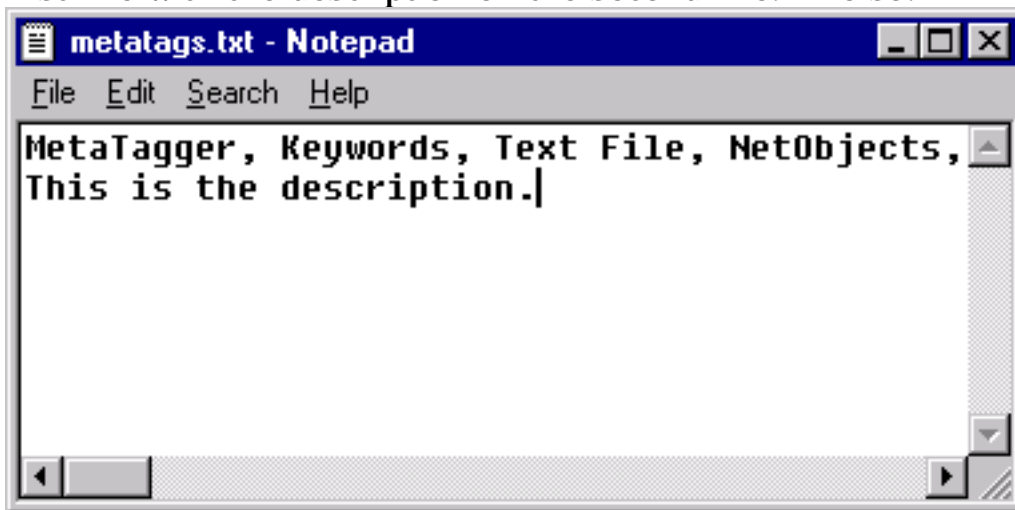 metatags.txt - Notepad
File Edit Search Help
MetaTagger, Keywords, Text File, NetObjects,
This is the description.